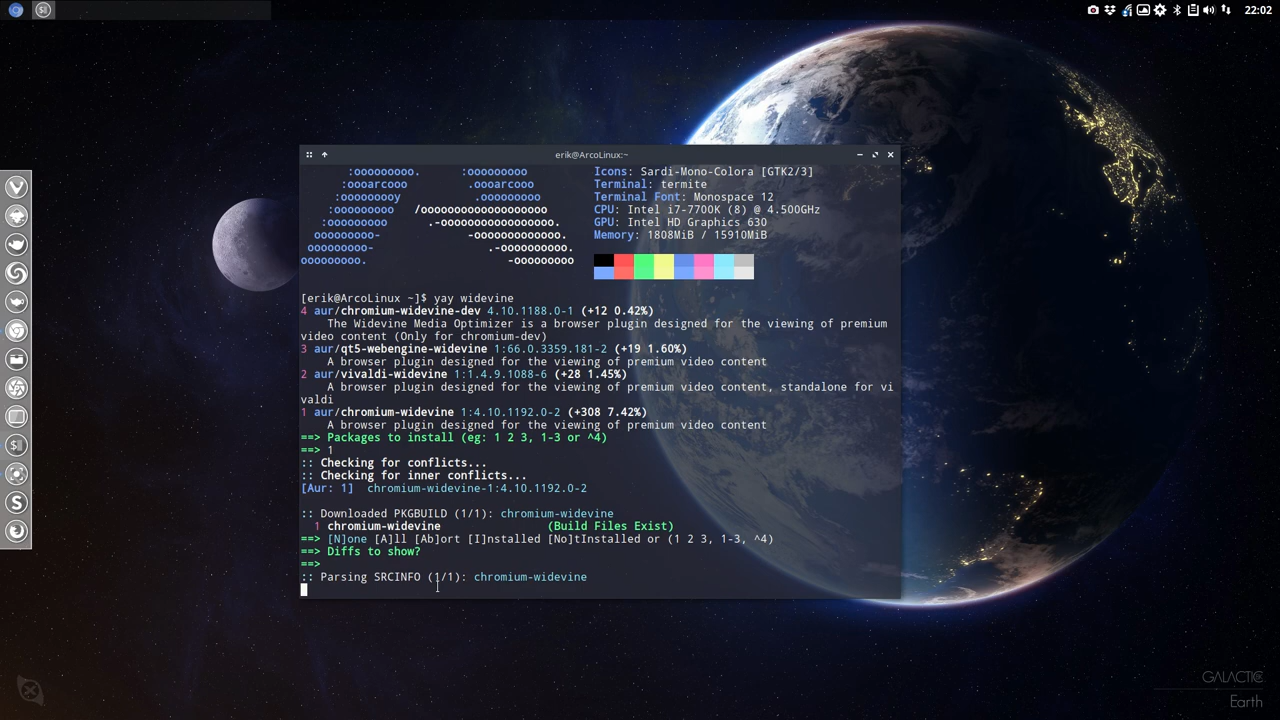 22:02
erik@ArcoLinux:~
:ooooooooo. :ooooooooo Icons: Sardi-Mono-Colora [GTK2/3]
:oooarcooo .oooarcooo Terminal: termite
:ooooooooy .ooooooooo Terminal Font: Monospace 12
:ooooooooo /ooooooooooooooooooo CPU: Intel i7-7700K (8) @ 4.500GHz
:ooooooooo .-ooooooooooooooooo. GPU: Intel HD Graphics 630
ooooooooo- -ooooooooooooo. Memory: 1808MiB / 15910MiB
ooooooooo- .-oooooooooo.
ooooooooo. -ooooooooo
[erik@ArcoLinux ~]$ yay widevine
4 aur/chromium-widevine-dev 4.10.1188.0-1 (+12 0.42%)
The Widevine Media Optimizer is a browser plugin designed for the viewing of premium
video content (Only for chromium-dev)
3 aur/qt5-webengine-widevine 1:66.0.3359.181-2 (+19 1.60%)
A browser plugin designed for the viewing of premium video content
2 aur/vivaldi-widevine 1:1.4.9.1088-6 (+28 1.45%)
A browser plugin designed for the viewing of premium video content, standalone for vi
valdi
1 aur/chromium-widevine 1:4.10.1192.0-2 (+308 7.42%)
A browser plugin designed for the viewing of premium video content
==> Packages to install (eg: 1 2 3, 1-3 or ^4)
==> 1
:: Checking for conflicts...
:: Checking for inner conflicts...
[Aur: 1] chromium-widevine-1:4.10.1192.0-2
:: Downloaded PKGBUILD (1/1): chromium-widevine
1 chromium-widevine (Build Files Exist)
==> [N]one [A]ll [Ab]ort [I]nstalled [No]tInstalled or (1 2 3, 1-3, ^4)
==> Diffs to show?
==>
:: Parsing SRCINFO (1/1): chromium-widevine
GALACTIC
Earth